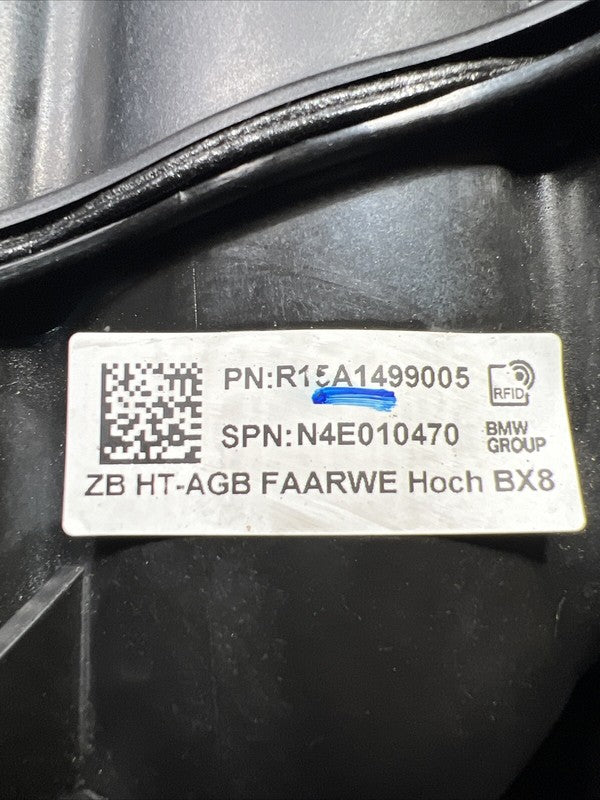 PN:R15A1499005
RFID
SPN:N4E010470
BMW
GROUP
ZB HT-AGB FAARWE Hoch BX8